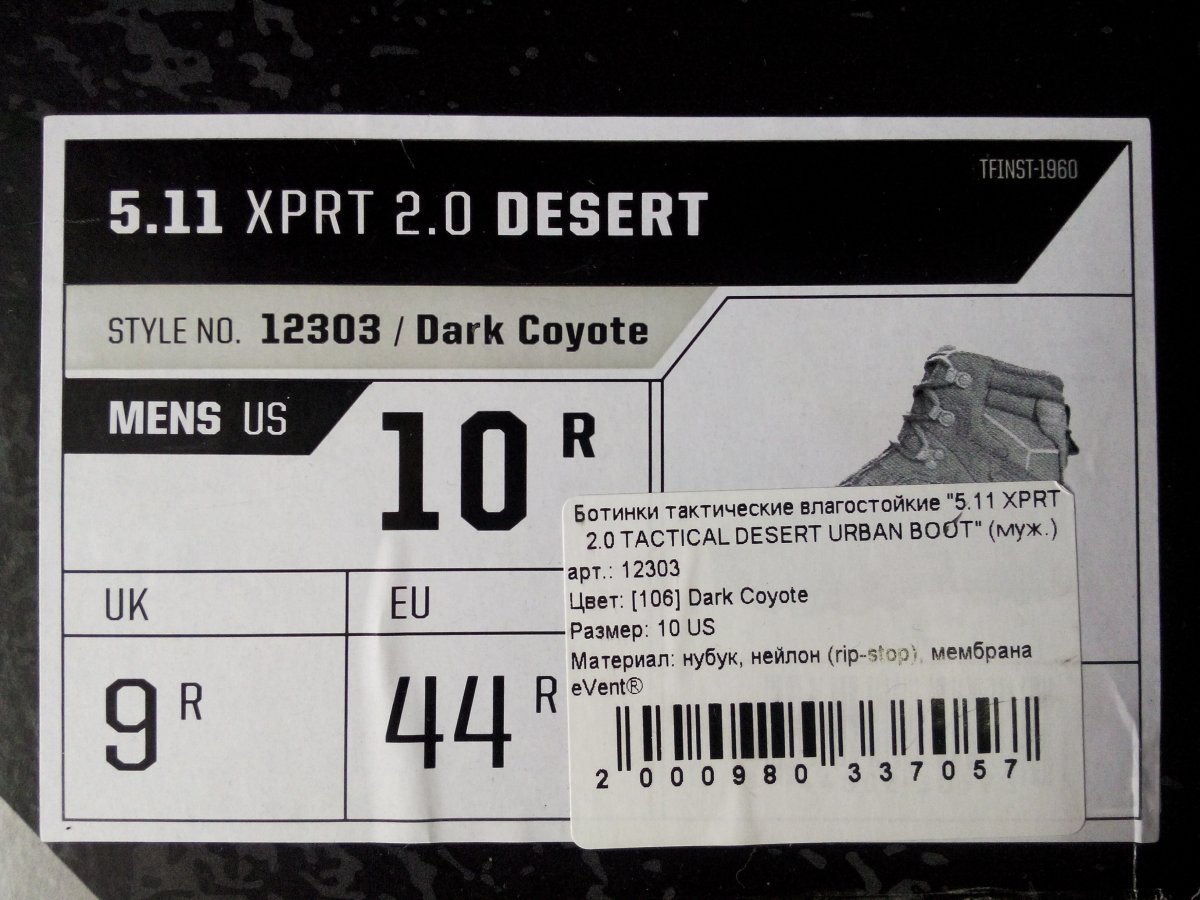 TFINST-1960
5.11 XPRT 2.0 DESERT
STYLE NO. 12303 / Dark Coyote
MENS US
10 R
UK
EU
9 R
44 R
Ботинки тактические влагостойкие "5.11 XPRT
2.0 TACTICAL DESERT URBAN BOOT" (муж.)
арт.: 12303
Цвет: [106] Dark Coyote
Размер: 10 US
Материал: нубук, нейлон (rip-stop), мембрана
eVent®
2 000980 337057